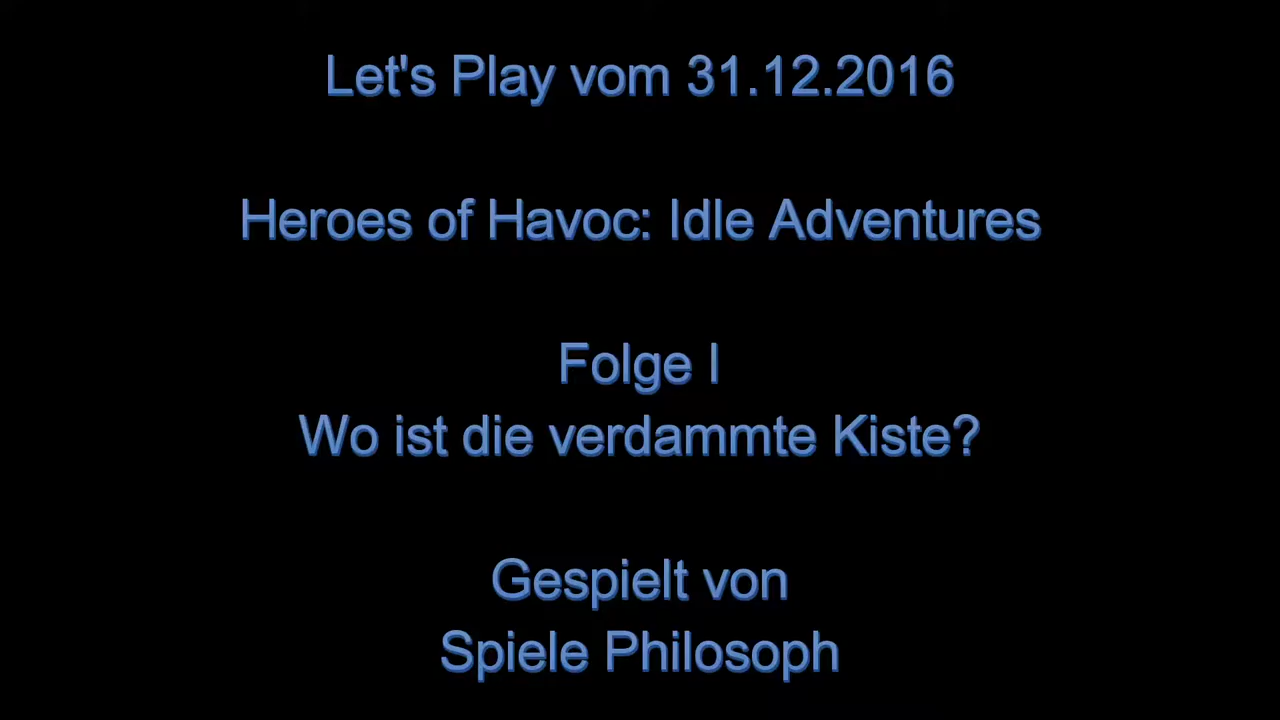 Let's Play vom 31.12.2016
Heroes of Havoc: Idle Adventures
Folge I
Wo ist die verdammte Kiste?
Gespielt von
Spiele Philosoph